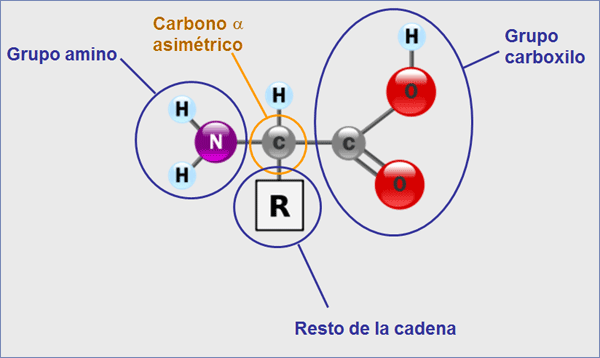 Carbono α
asimétrico
Grupo amino
Grupo
carboxilo
H
H
H
O
N
C
C
H
O
R
Resto de la cadena